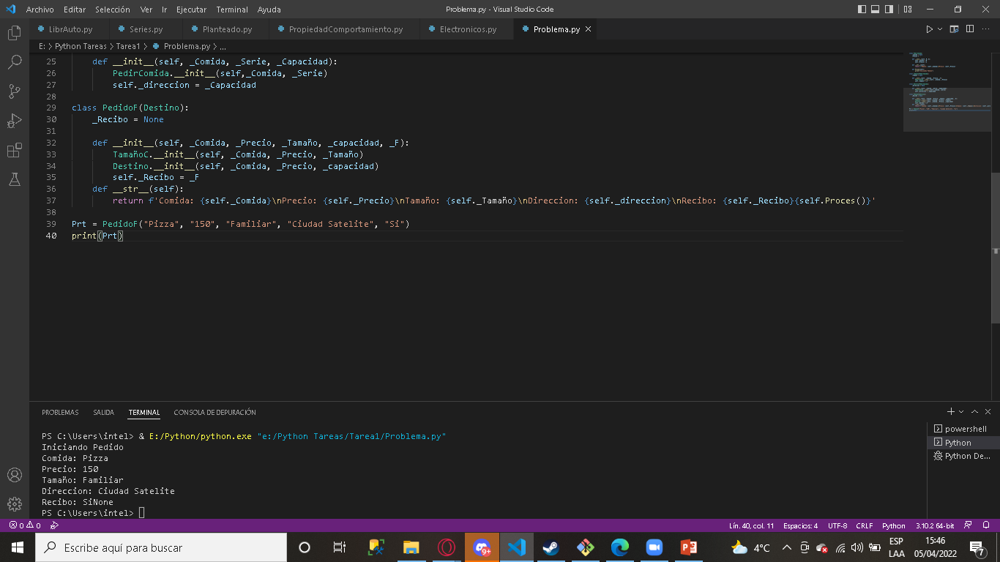 Archivo Editar Selección Ver Ir Ejecutar Terminal Ayuda Problema.py - Visual Studio Code
LibrAuto.py Series.py Planteado.py PropiedadComportamiento.py Electronicos.py Problema.py
E: > Python Tareas > Tarea1 > Problema.py > ...
25 def __init__(self, _Comida, _Serie, _Capacidad):
26 PedirComida.__init__(self,_Comida, _Serie)
27 self._direccion = _Capacidad
28
29 class PedidoF(Destino):
30 _Recibo = None
31
32 def __init__(self, _Comida, _Precio, _Tamaño, _capacidad, _F):
33 TamañoC.__init__(self, _Comida, _Precio, _Tamaño)
34 Destino.__init__(self, _Comida, _Precio, _capacidad)
35 self._Recibo = _F
36 def __str__(self):
37 return f'Comida: {self._Comida}\nPrecio: {self._Precio}\nTamaño: {self._Tamaño}\nDireccion: {self._direccion}\nRecibo: {self._Recibo}{self.Proces()}'
38
39 Prt = PedidoF("Pizza", "150", "Familiar", "Ciudad Satelite", "Si")
40 print(Prt)
PROBLEMAS SALIDA TERMINAL CONSOLA DE DEPURACIÓN
PS C:\Users\intel> & E:/Python/python.exe "e:/Python Tareas/Tarea1/Problema.py"
Iniciando Pedido
Comida: Pizza
Precio: 150
Tamaño: Familiar
Direccion: Ciudad Satelite
Recibo: SiNone
PS C:\Users\intel>
powershell
Python
Python De...
0 0 Lín. 40, col. 11 Espacios: 4 UTF-8 CRLF Python 3.10.2 64-bit
Escribe aquí para buscar
9+
4°C
ESP
LAA
15:46
05/04/2022
7